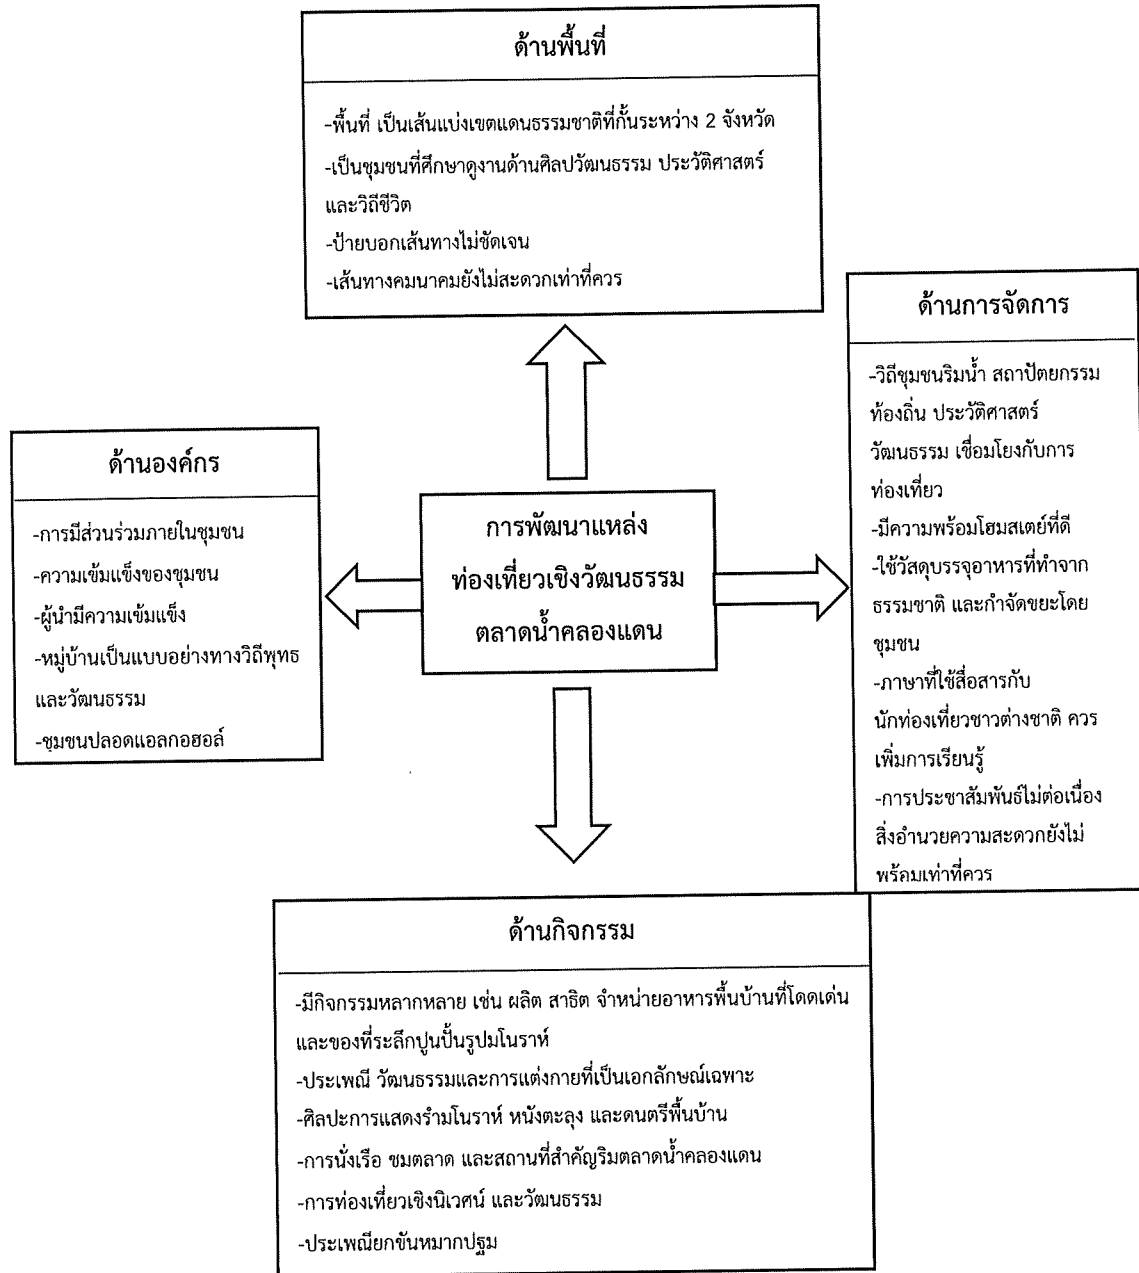 ด้านพื้นที่
-พื้นที่ เป็นเส้นแบ่งเขตแดนธรรมชาติที่กั้นระหว่าง 2 จังหวัด
-เป็นชุมชนที่ศึกษาดูงานด้านศิลปวัฒนธรรม ประวัติศาสตร์
และวิถีชีวิต
-ป้ายบอกเส้นทางไม่ชัดเจน
-เส้นทางคมนาคมยังไม่สะดวกเท่าที่ควร
ด้านการจัดการ
-วิถีชุมชนริมน้ำ สถาปัตยกรรม
ท้องถิ่น ประวัติศาสตร์
วัฒนธรรม เชื่อมโยงกับการ
ท่องเที่ยว
-มีความพร้อมโฮมสเตย์ที่ดี
-ใช้วัสดุบรรจุอาหารที่ทำจาก
ธรรมชาติ และกำจัดขยะโดย
ชุมชน
-ภาษาที่ใช้สื่อสารกับ
นักท่องเที่ยวชาวต่างชาติ ควร
เพิ่มการเรียนรู้
-การประชาสัมพันธ์ไม่ต่อเนื่อง
สิ่งอำนวยความสะดวกยังไม่
พร้อมเท่าที่ควร
ด้านองค์กร
-การมีส่วนร่วมภายในชุมชน
-ความเข้มแข็งของชุมชน
-ผู้นำมีความเข้มแข็ง
-หมู่บ้านเป็นแบบอย่างทางวิถีพุทธ
และวัฒนธรรม
-ชุมชนปลอดแอลกอฮอล์
การพัฒนาแหล่ง
ท่องเที่ยวเชิงวัฒนธรรม
ตลาดน้ำคลองแดน
ด้านกิจกรรม
-มีกิจกรรมหลากหลาย เช่น ผลิต สาธิต จำหน่ายอาหารพื้นบ้านที่โดดเด่น
และของที่ระลึกปูนปั้นรูปมโนราห์
-ประเพณี วัฒนธรรมและการแต่งกายที่เป็นเอกลักษณ์เฉพาะ
-ศิลปะการแสดงรำมโนราห์ หนังตะลุง และดนตรีพื้นบ้าน
-การนั่งเรือ ชมตลาด และสถานที่สำคัญริมตลาดน้ำคลองแดน
-การท่องเที่ยวเชิงนิเวศน์ และวัฒนธรรม
-ประเพณียกขันหมากปฐม